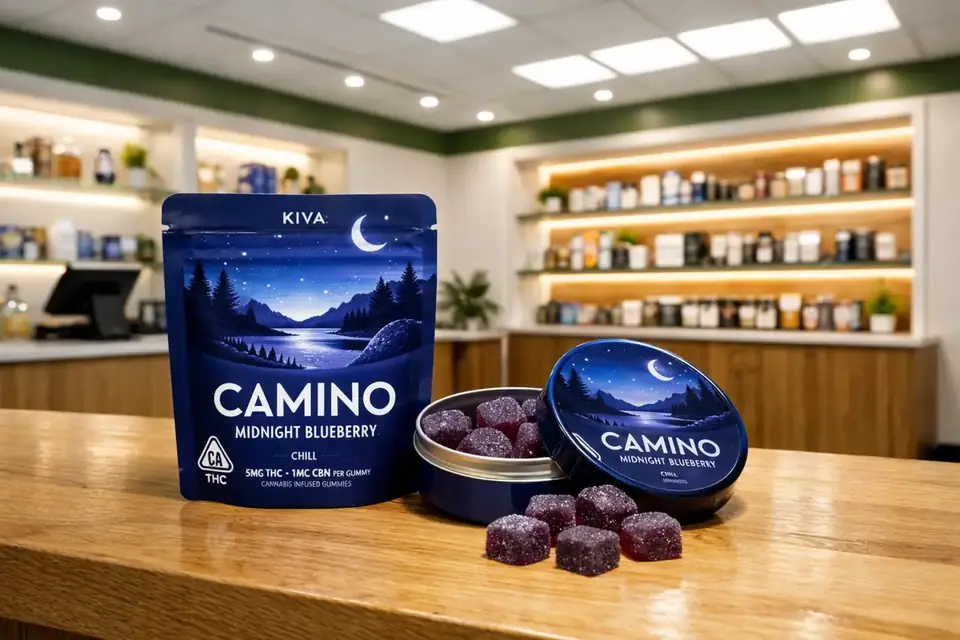 KIVA
CAMINO
MIDNIGHT BLUEBERRY
CHILL
5MG THC • 1MC CBN PER GUMMY
CANNABIS INFUSED GUMMIES
CA
THC
CAMINO
MIDNIGHT BLUEBERRY
CHILL